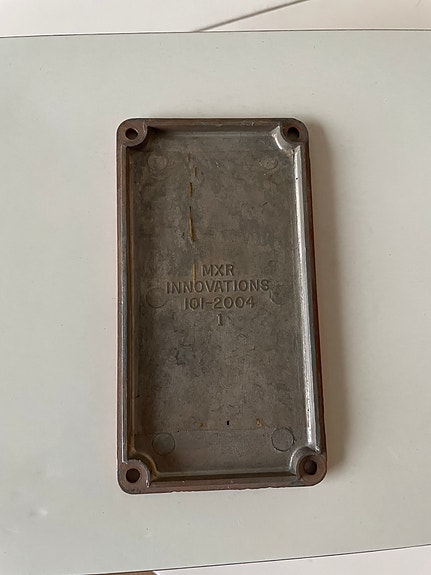 MXR
INNOVATIONS
101-2004
1